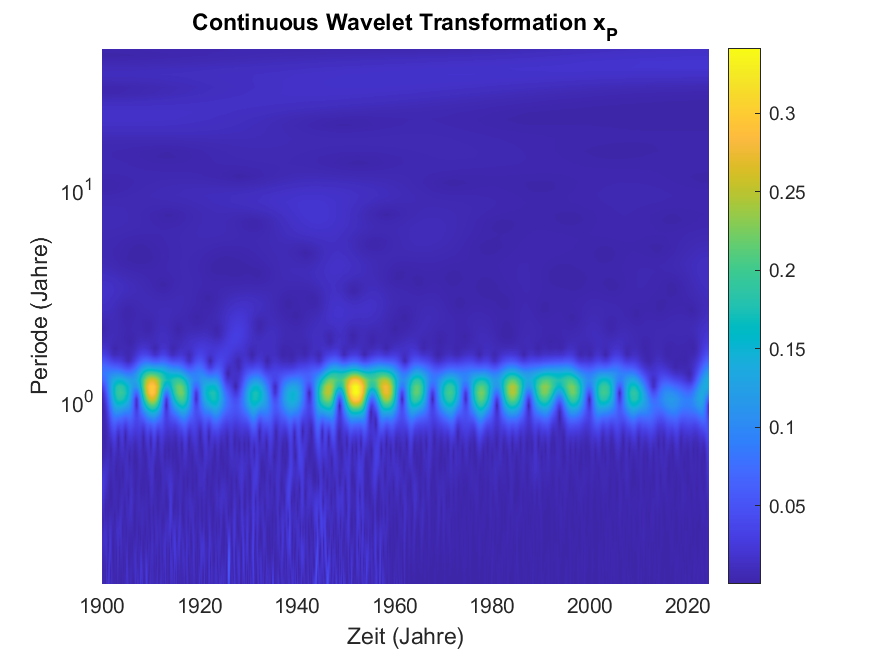 Continuous Wavelet Transformation x_P
Periode (Jahre)
10^1
10^0
1900 1920 1940 1960 1980 2000 2020
Zeit (Jahre)
0.3
0.25
0.2
0.15
0.1
0.05